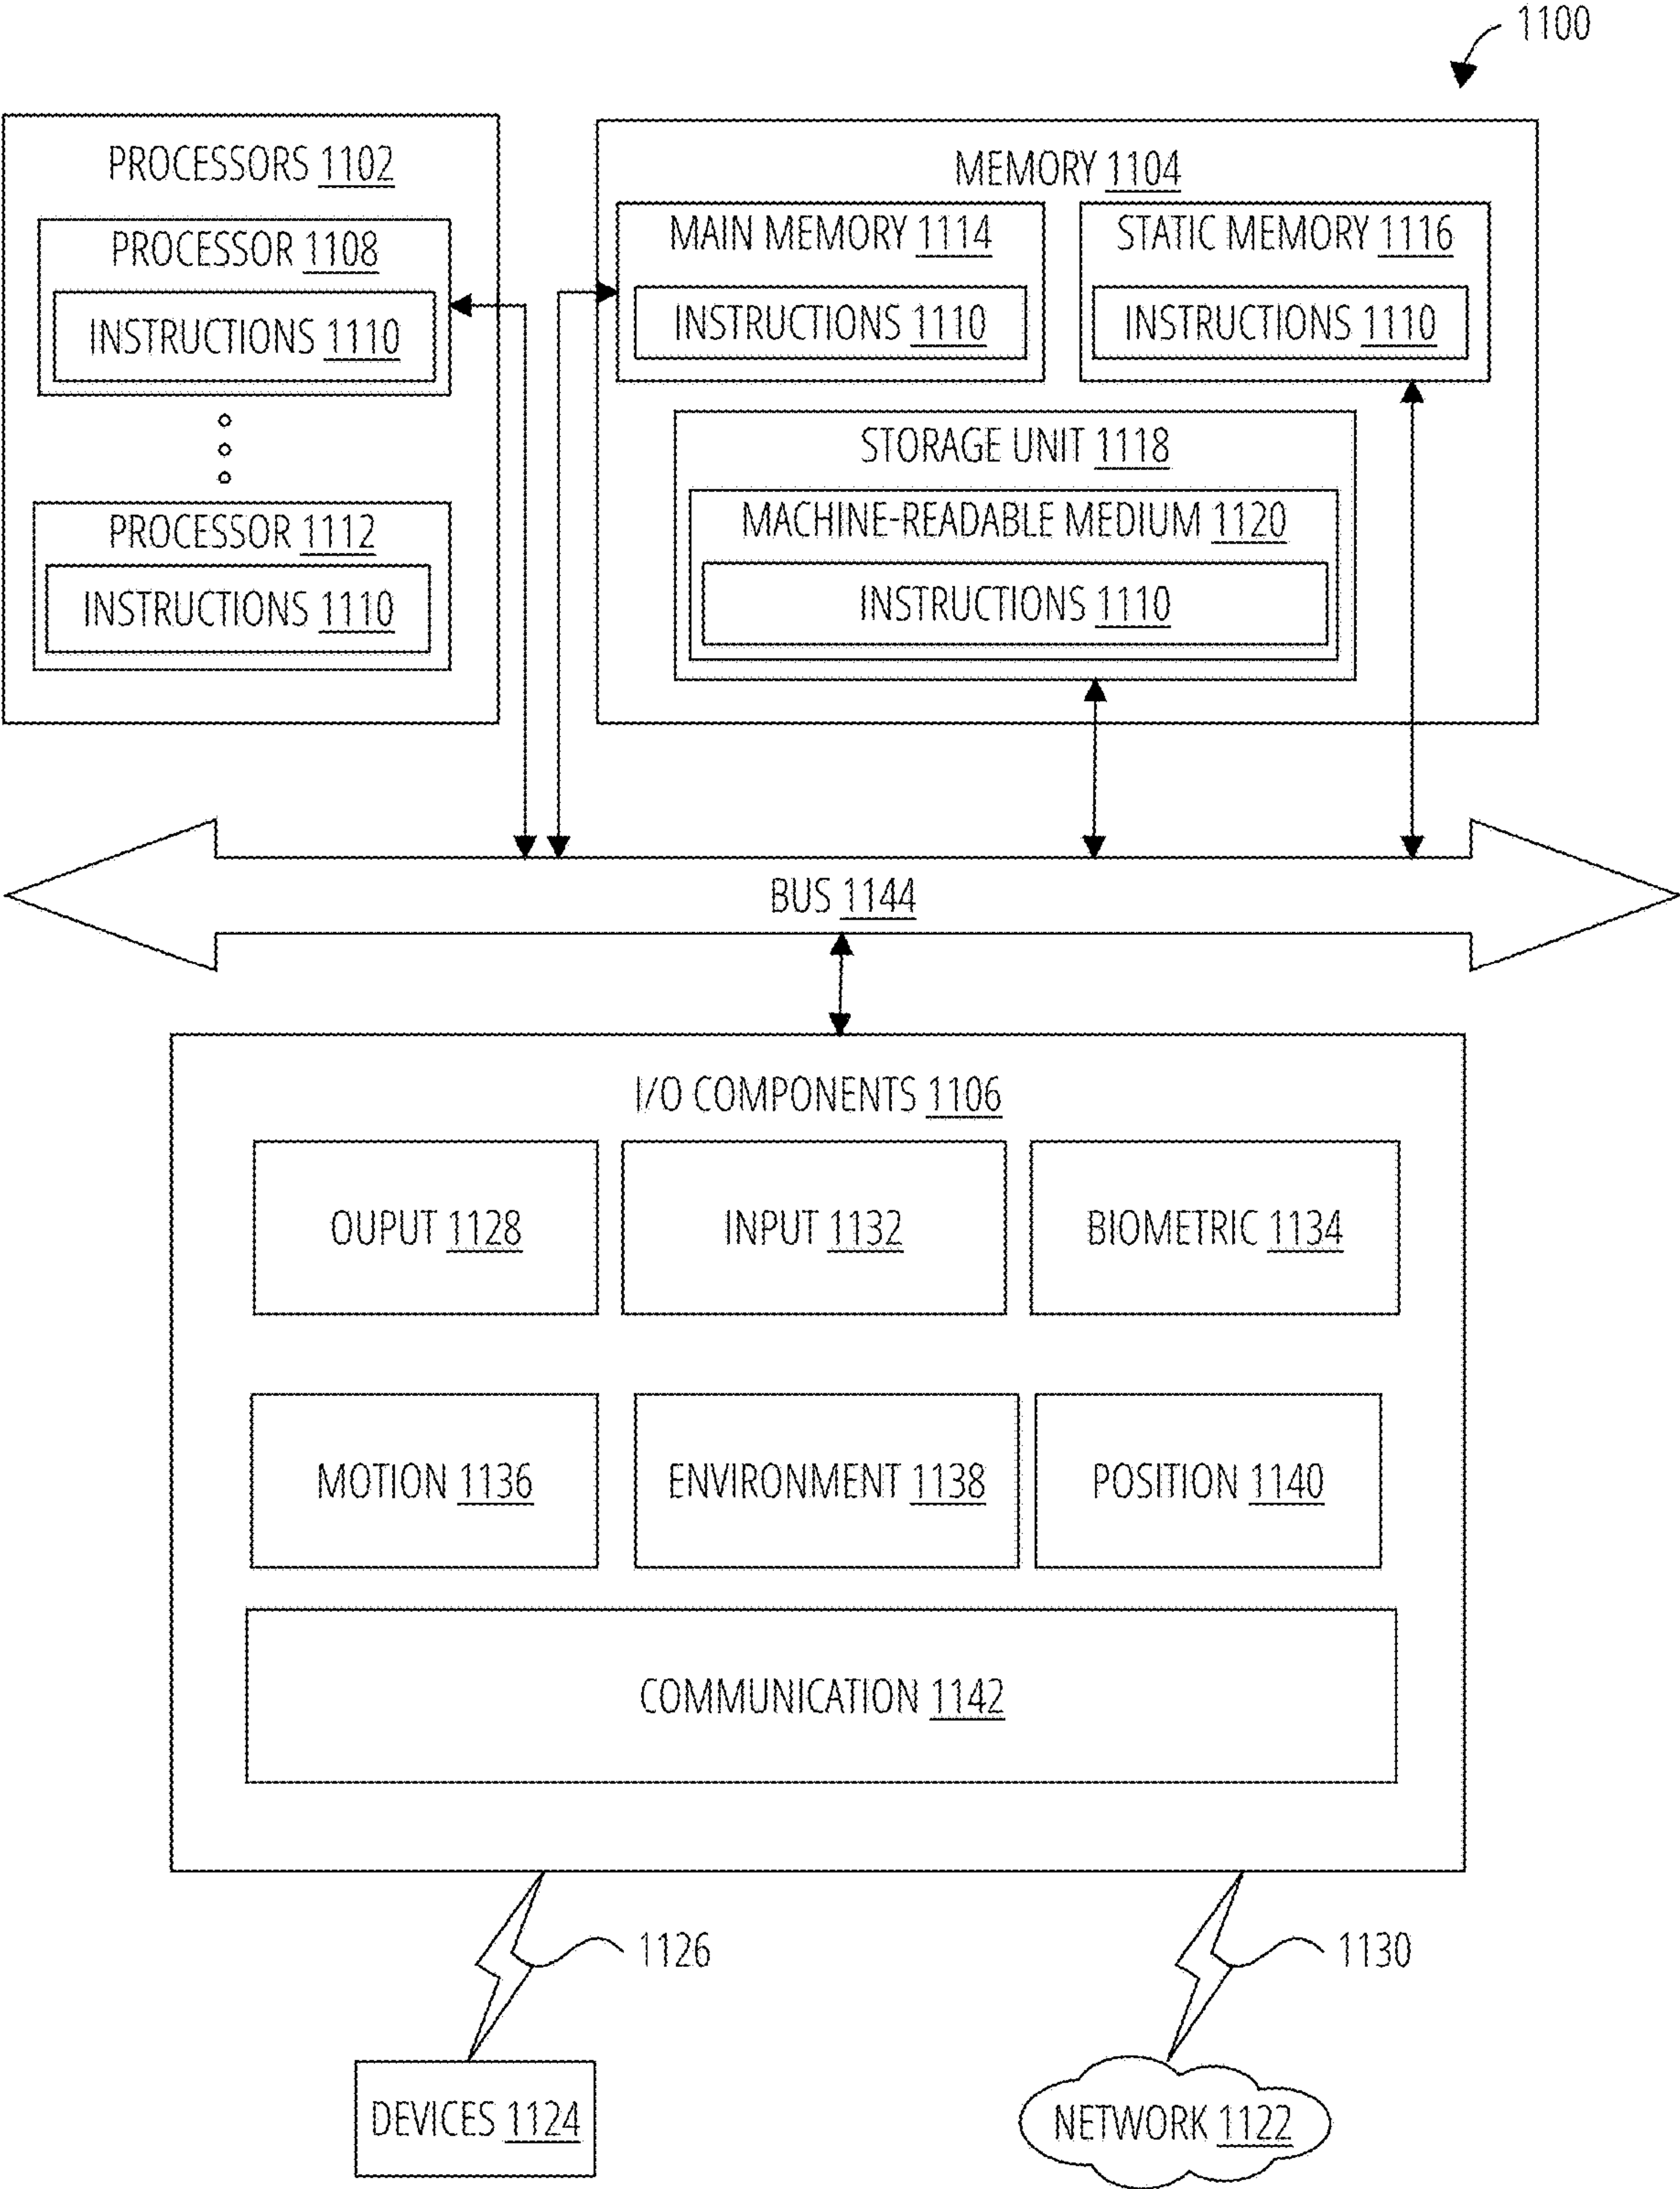 1100
PROCESSORS 1102
PROCESSOR 1108
INSTRUCTIONS 1110
PROCESSOR 1112
INSTRUCTIONS 1110
MEMORY 1104
MAIN MEMORY 1114
INSTRUCTIONS 1110
STATIC MEMORY 1116
INSTRUCTIONS 1110
STORAGE UNIT 1118
MACHINE-READABLE MEDIUM 1120
INSTRUCTIONS 1110
BUS 1144
I/O COMPONENTS 1106
OUPUT 1128
INPUT 1132
BIOMETRIC 1134
MOTION 1136
ENVIRONMENT 1138
POSITION 1140
COMMUNICATION 1142
1126
1130
DEVICES 1124
NETWORK 1122